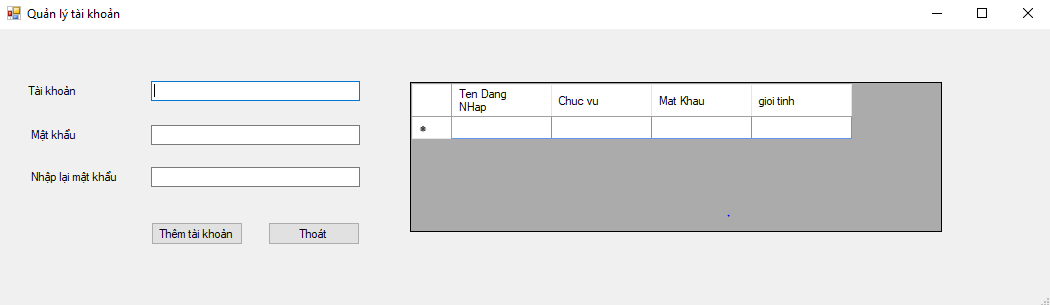 Quản lý tài khoản
Tài khoản
Mật khẩu
Nhập lại mật khẩu
Thêm tài khoản Thoát
Ten Dang
NHap
Chuc vu
Mat Khau
gioi tinh